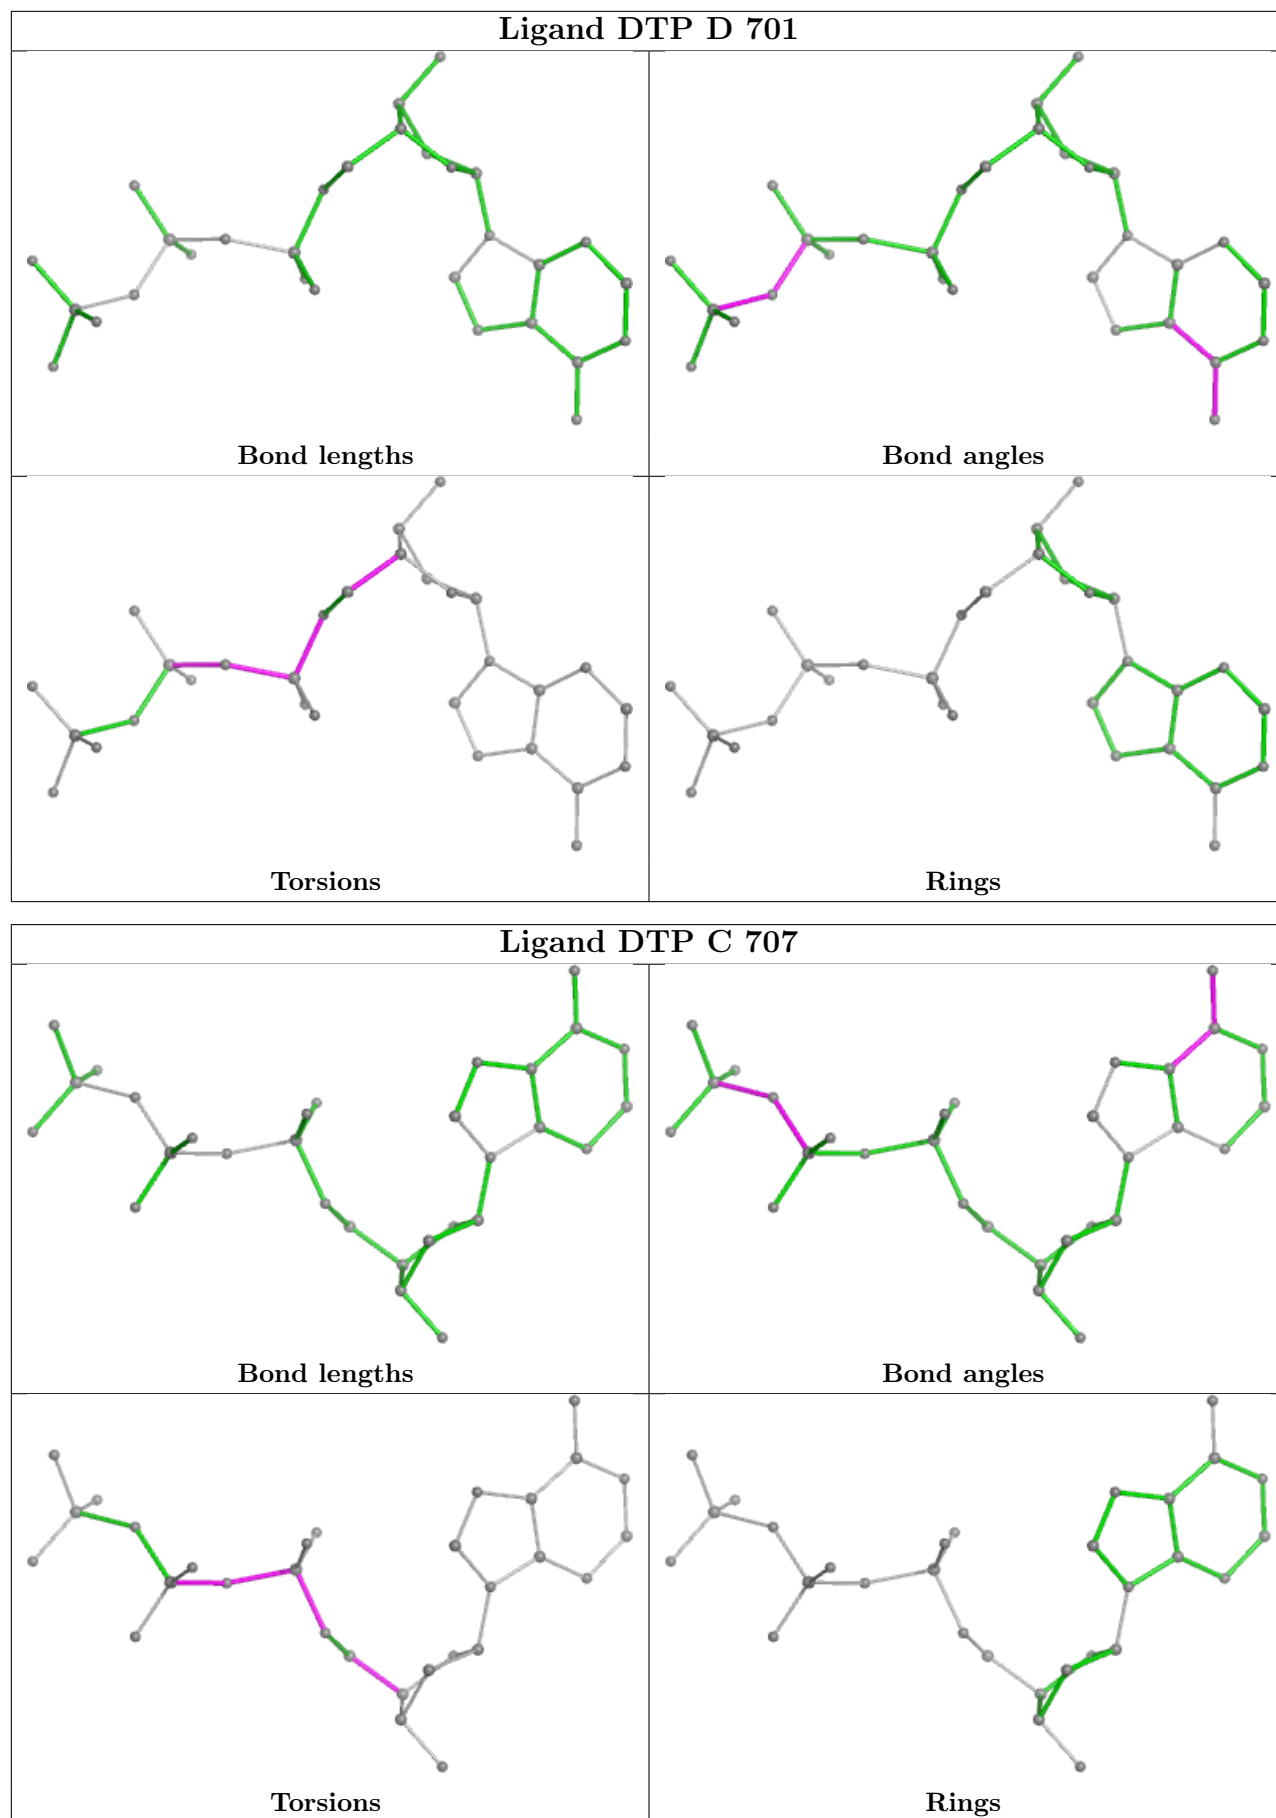 Ligand DTP D 701
Bond lengths
Bond angles
Torsions
Rings
Ligand DTP C 707
Bond lengths
Bond angles
Torsions
Rings